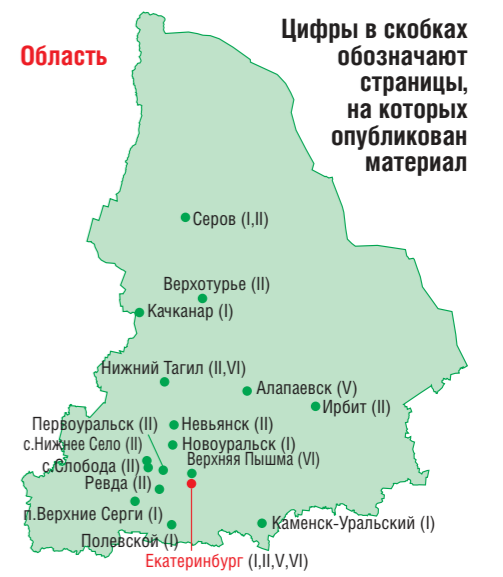 Область
Цифры в скобках
обозначают
страницы,
на которых
опубликован
материал
Серов (I,II)
Верхотурье (II)
Качканар (I)
Нижний Тагил (II,VI)
Алапаевск (V)
Ирбит (II)
Первоуральск (II)
Невьянск (II)
с.Нижнее Село (II)
Новоуральск (I)
с.Слобода (II)
Верхняя Пышма (VI)
Ревда (II)
п.Верхние Серги (I)
Каменск-Уральский (I)
Полевской (I)
Екатеринбург (I,II,V,VI)